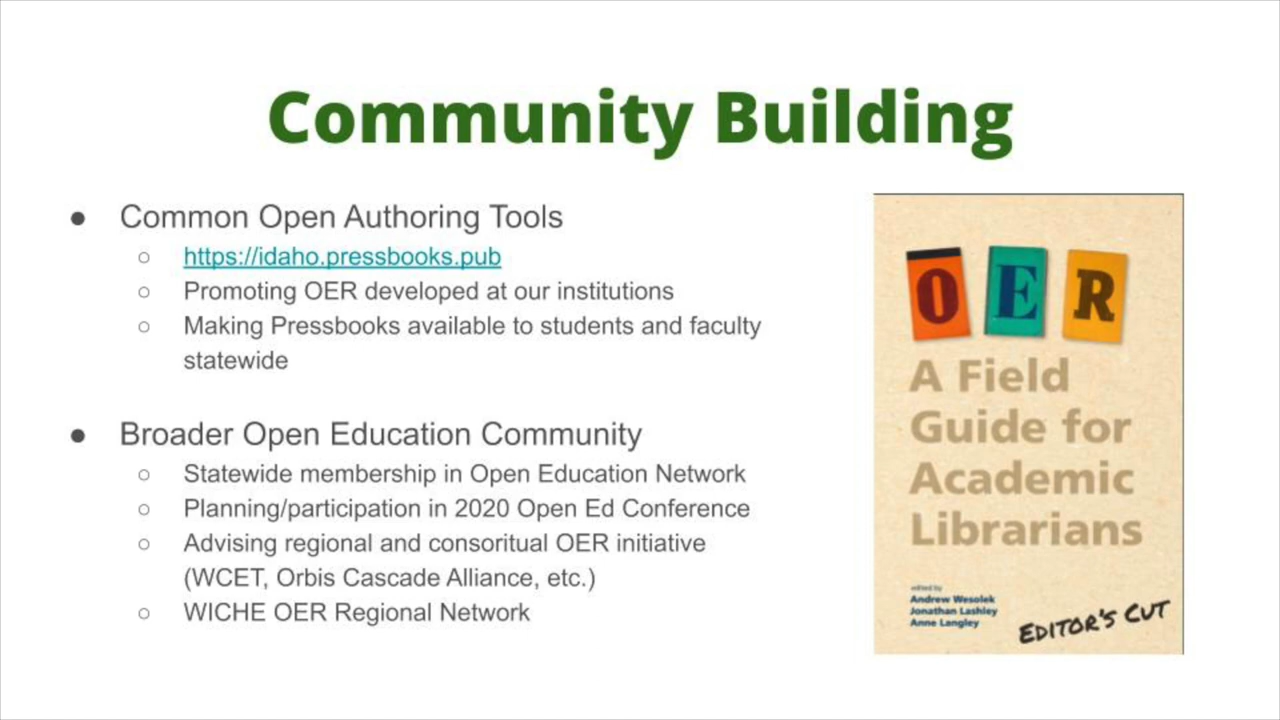 Community Building
● Common Open Authoring Tools
○ https://idaho.pressbooks.pub
○ Promoting OER developed at our institutions
○ Making Pressbooks available to students and faculty
statewide
● Broader Open Education Community
○ Statewide membership in Open Education Network
○ Planning/participation in 2020 Open Ed Conference
○ Advising regional and consoritual OER initiative
(WCET, Orbis Cascade Alliance, etc.)
○ WICHE OER Regional Network
OER
A Field
Guide for
Academic
Librarians
edited by
Andrew Wesolek
Jonathan Lashley
Anne Langley
EDITOR'S CUT